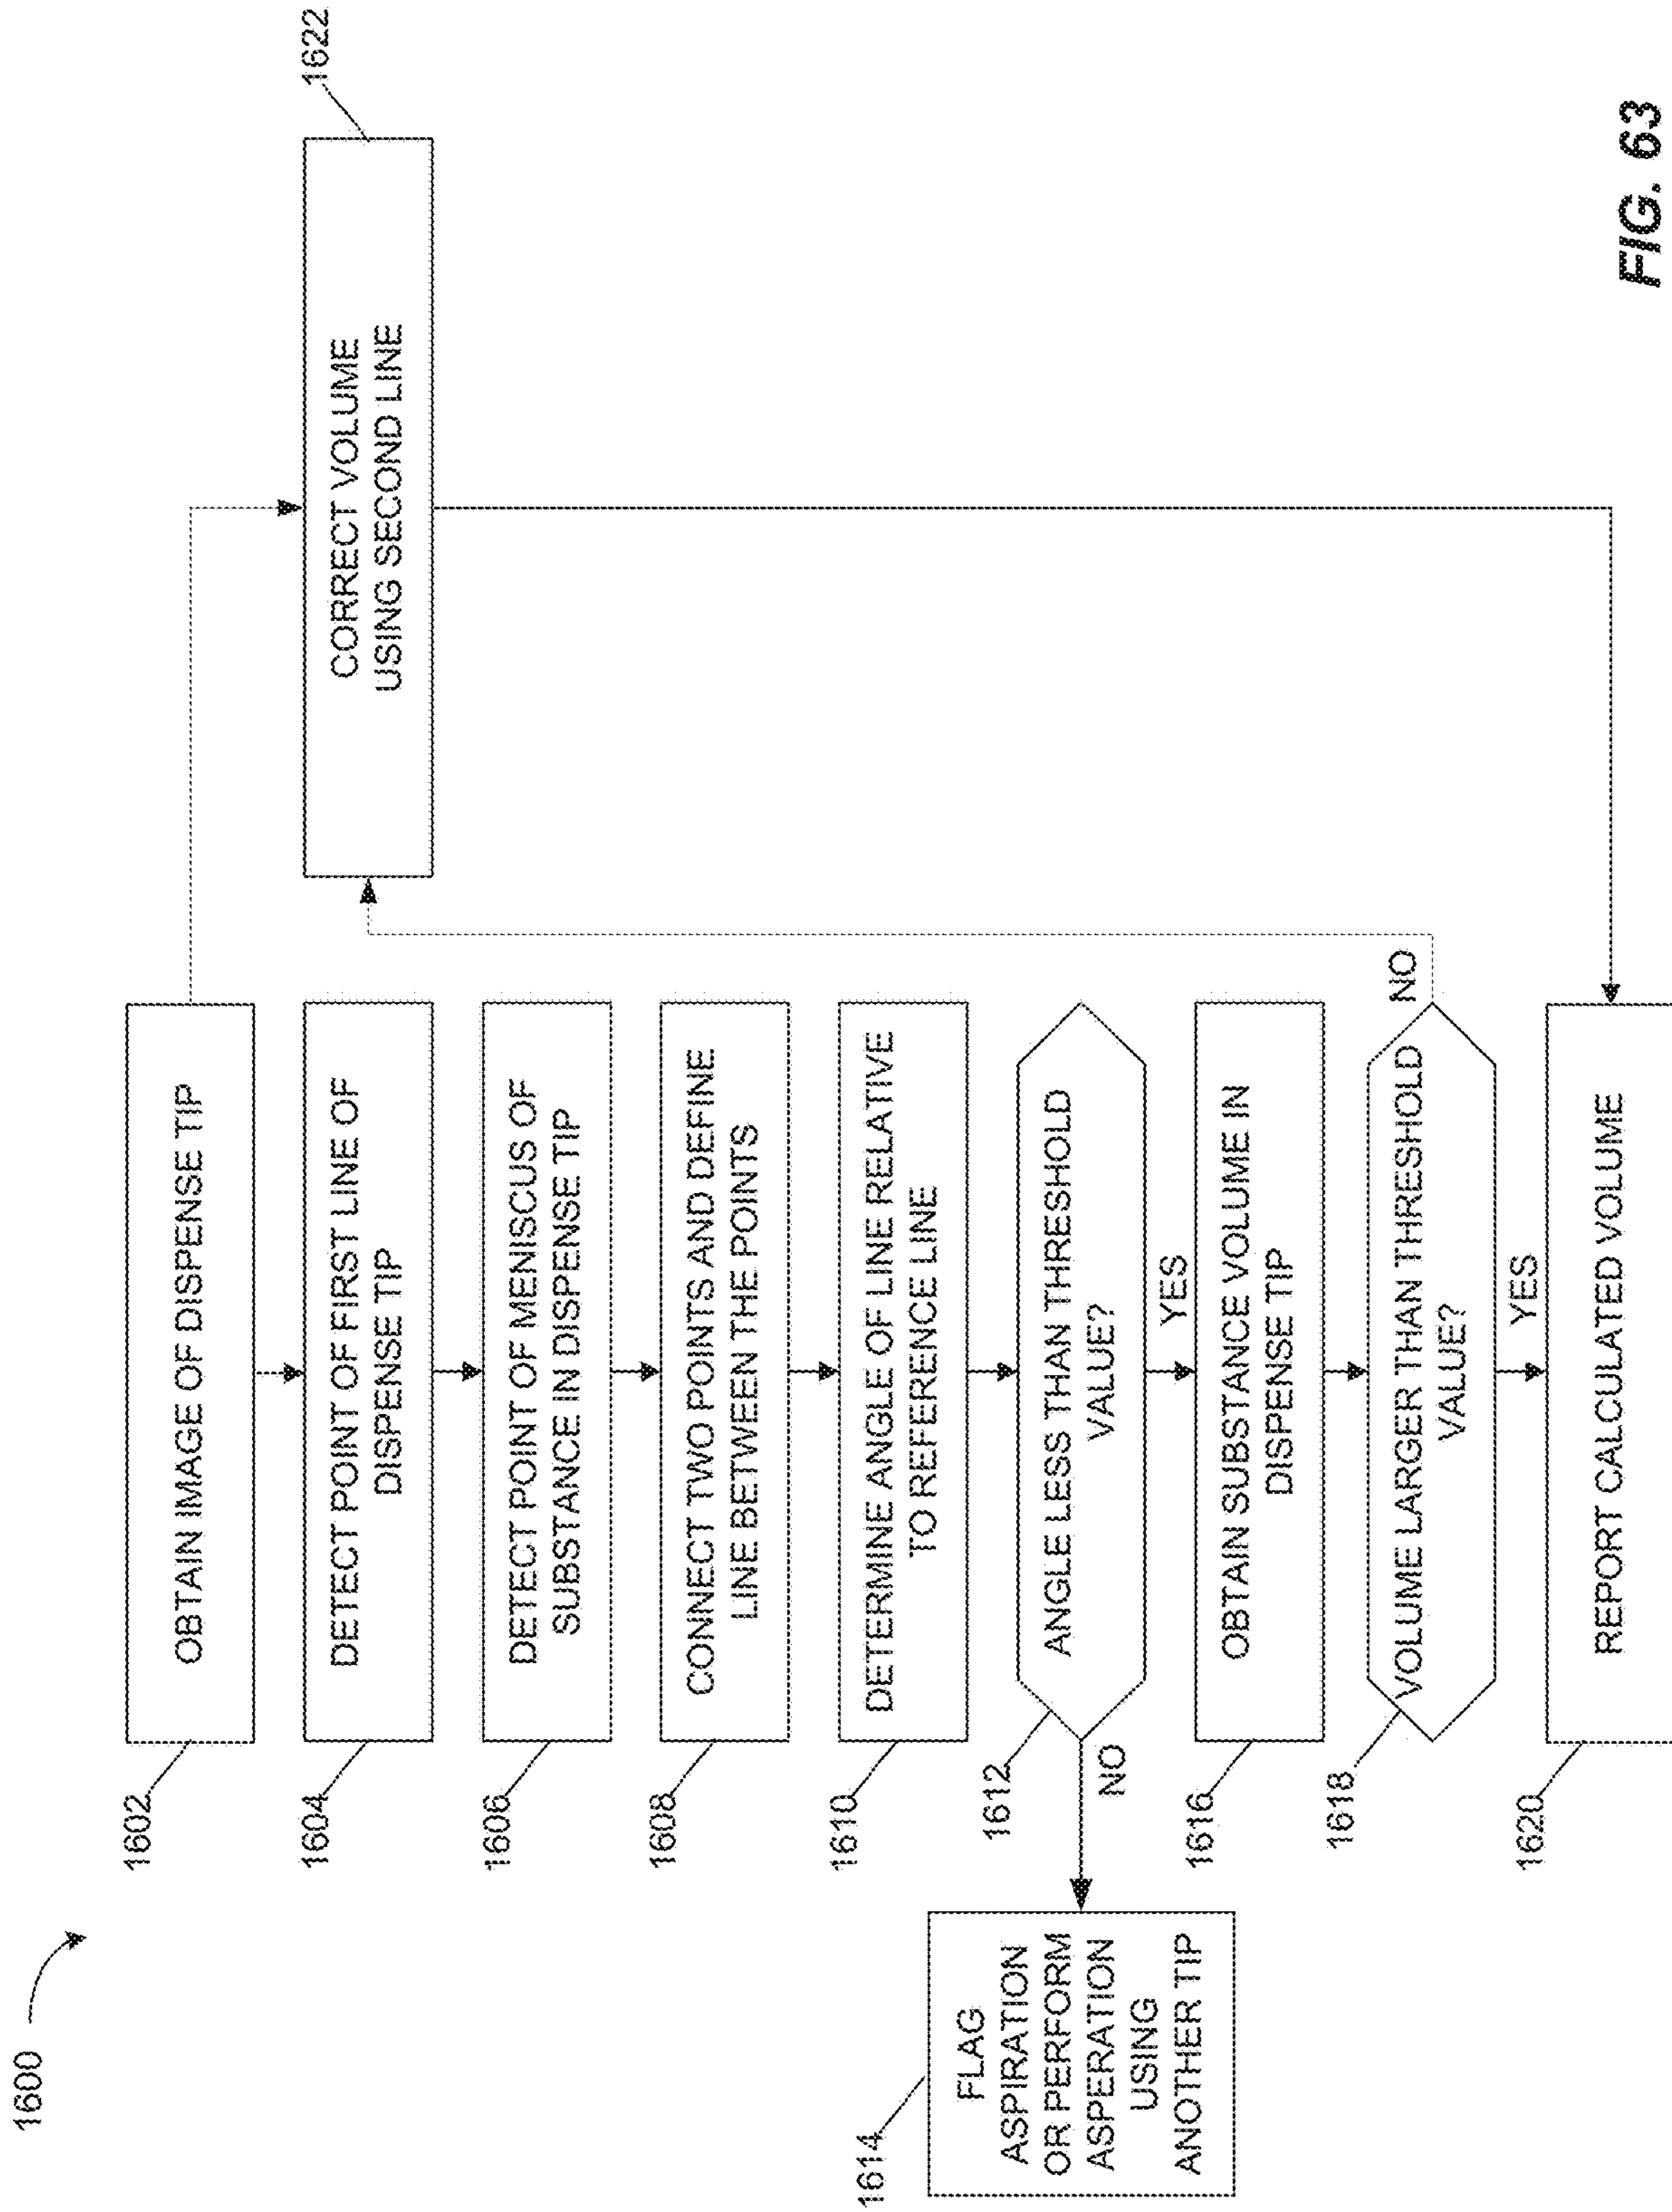 1600
1602
OBTAIN IMAGE OF DISPENSE TIP
1604
DETECT POINT OF FIRST LINE OF
DISPENSE TIP
1606
DETECT POINT OF MENISCUS OF
SUBSTANCE IN DISPENSE TIP
1608
CONNECT TWO POINTS AND DEFINE
LINE BETWEEN THE POINTS
1610
DETERMINE ANGLE OF LINE RELATIVE
TO REFERENCE LINE
1612
ANGLE LESS THAN THRESHOLD
VALUE?
NO
YES
1614
FLAG
ASPIRATION
OR PERFORM
ASPERATION
USING
ANOTHER TIP
1616
OBTAIN SUBSTANCE VOLUME IN
DISPENSE TIP
1618
VOLUME LARGER THAN THRESHOLD
VALUE?
NO
YES
1620
REPORT CALCULATED VOLUME
1622
CORRECT VOLUME
USING SECOND LINE
FIG. 63